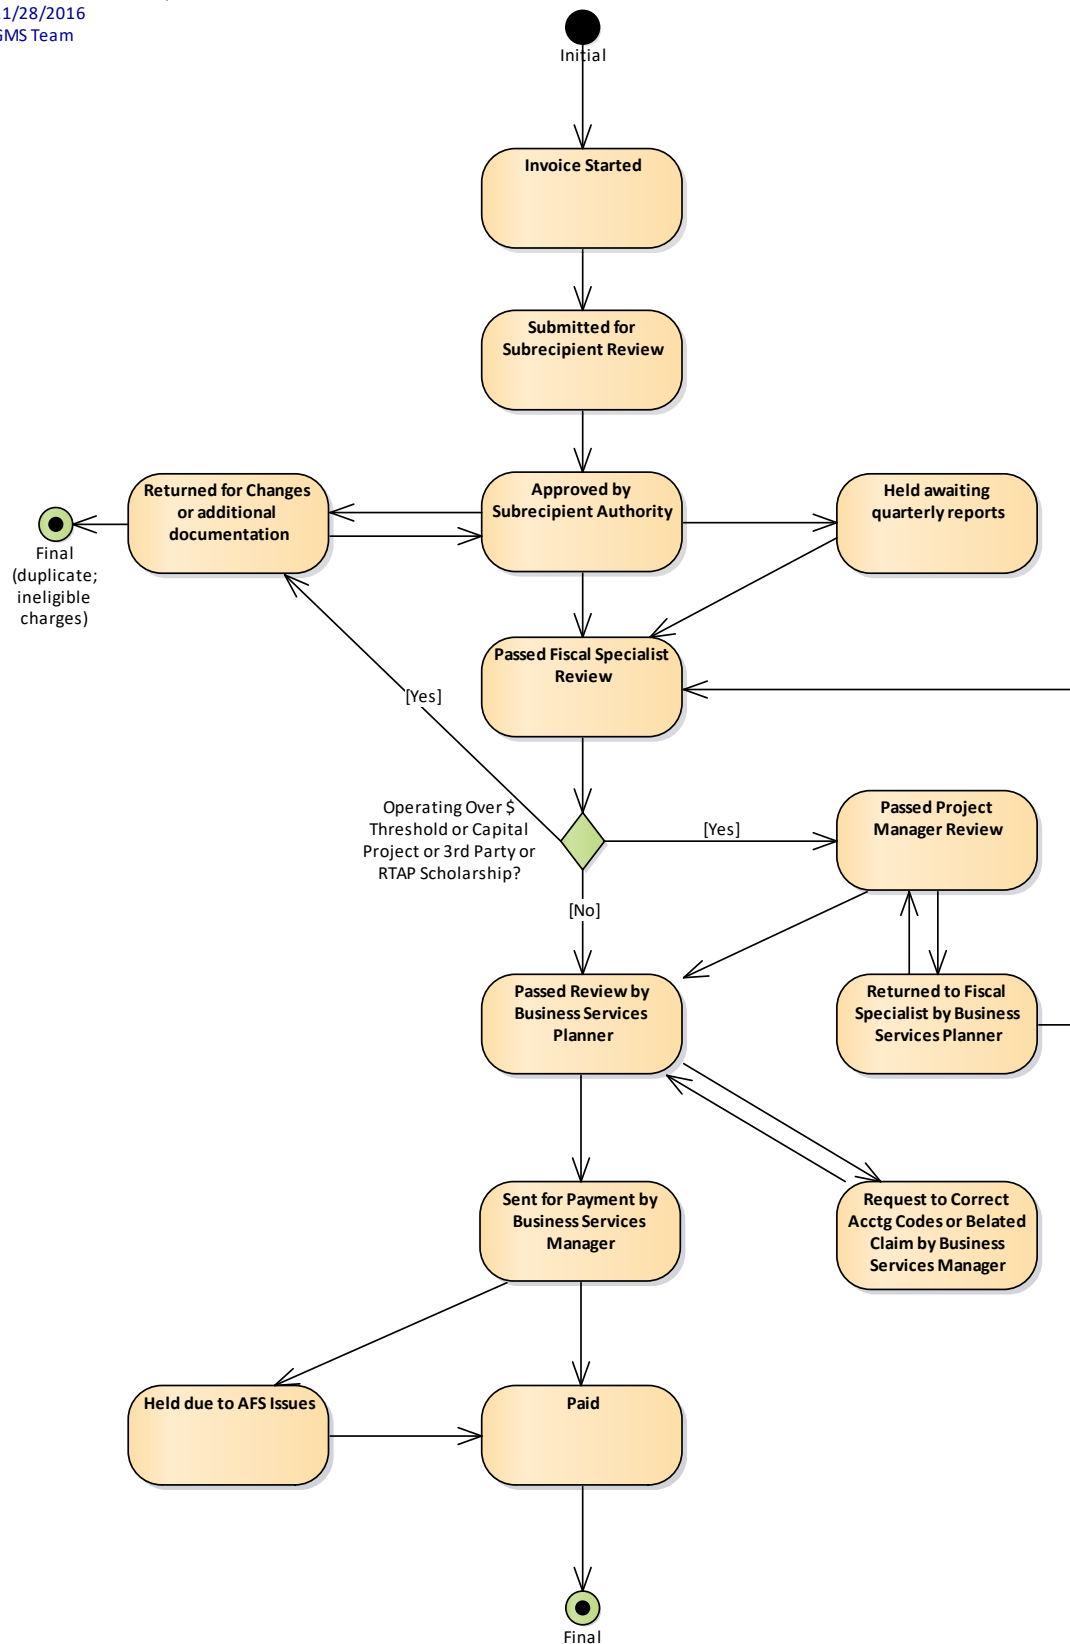 1/28/2016
GMS Team
Initial
Invoice Started
Submitted for
Subrecipient Review
Returned for Changes
or additional
documentation
Approved by
Subrecipient Authority
Held awaiting
quarterly reports
Final
(duplicate;
ineligible
charges)
Passed Fiscal Specialist
Review
[Yes]
Operating Over $
Threshold or Capital
Project or 3rd Party or
RTAP Scholarship?
[Yes]
Passed Project
Manager Review
[No]
Passed Review by
Business Services
Planner
Returned to Fiscal
Specialist by Business
Services Planner
Sent for Payment by
Business Services
Manager
Request to Correct
Acctg Codes or Belated
Claim by Business
Services Manager
Held due to AFS Issues
Paid
Final